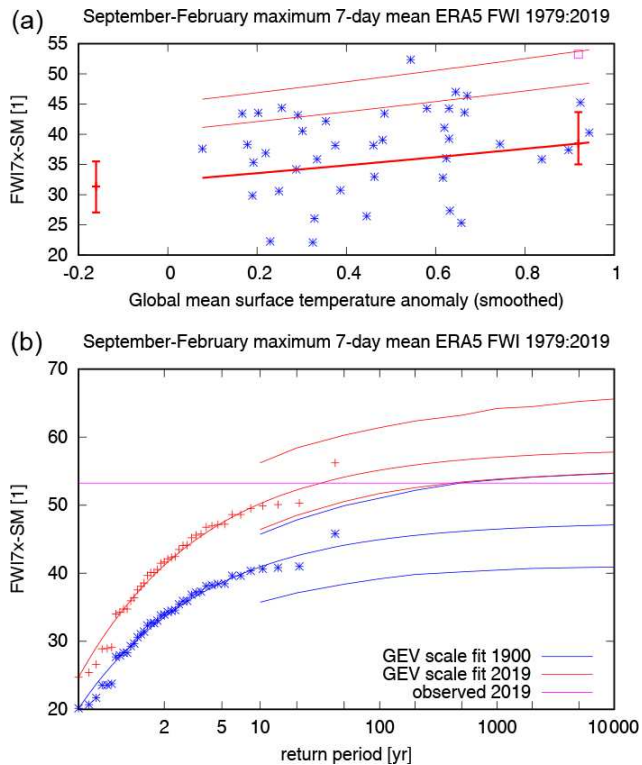 (a)
September-February maximum 7-day mean ERA5 FWI 1979:2019
FWI7x-SM [1]
55
50
45
40
35
30
25
20
-0.2 0 0.2 0.4 0.6 0.8 1
Global mean surface temperature anomaly (smoothed)
(b)
September-February maximum 7-day mean ERA5 FWI 1979:2019
FWI7x-SM [1]
70
60
50
40
30
20
GEV scale fit 1900
GEV scale fit 2019
observed 2019
2 5 10 100 1000 10000
return period [yr]